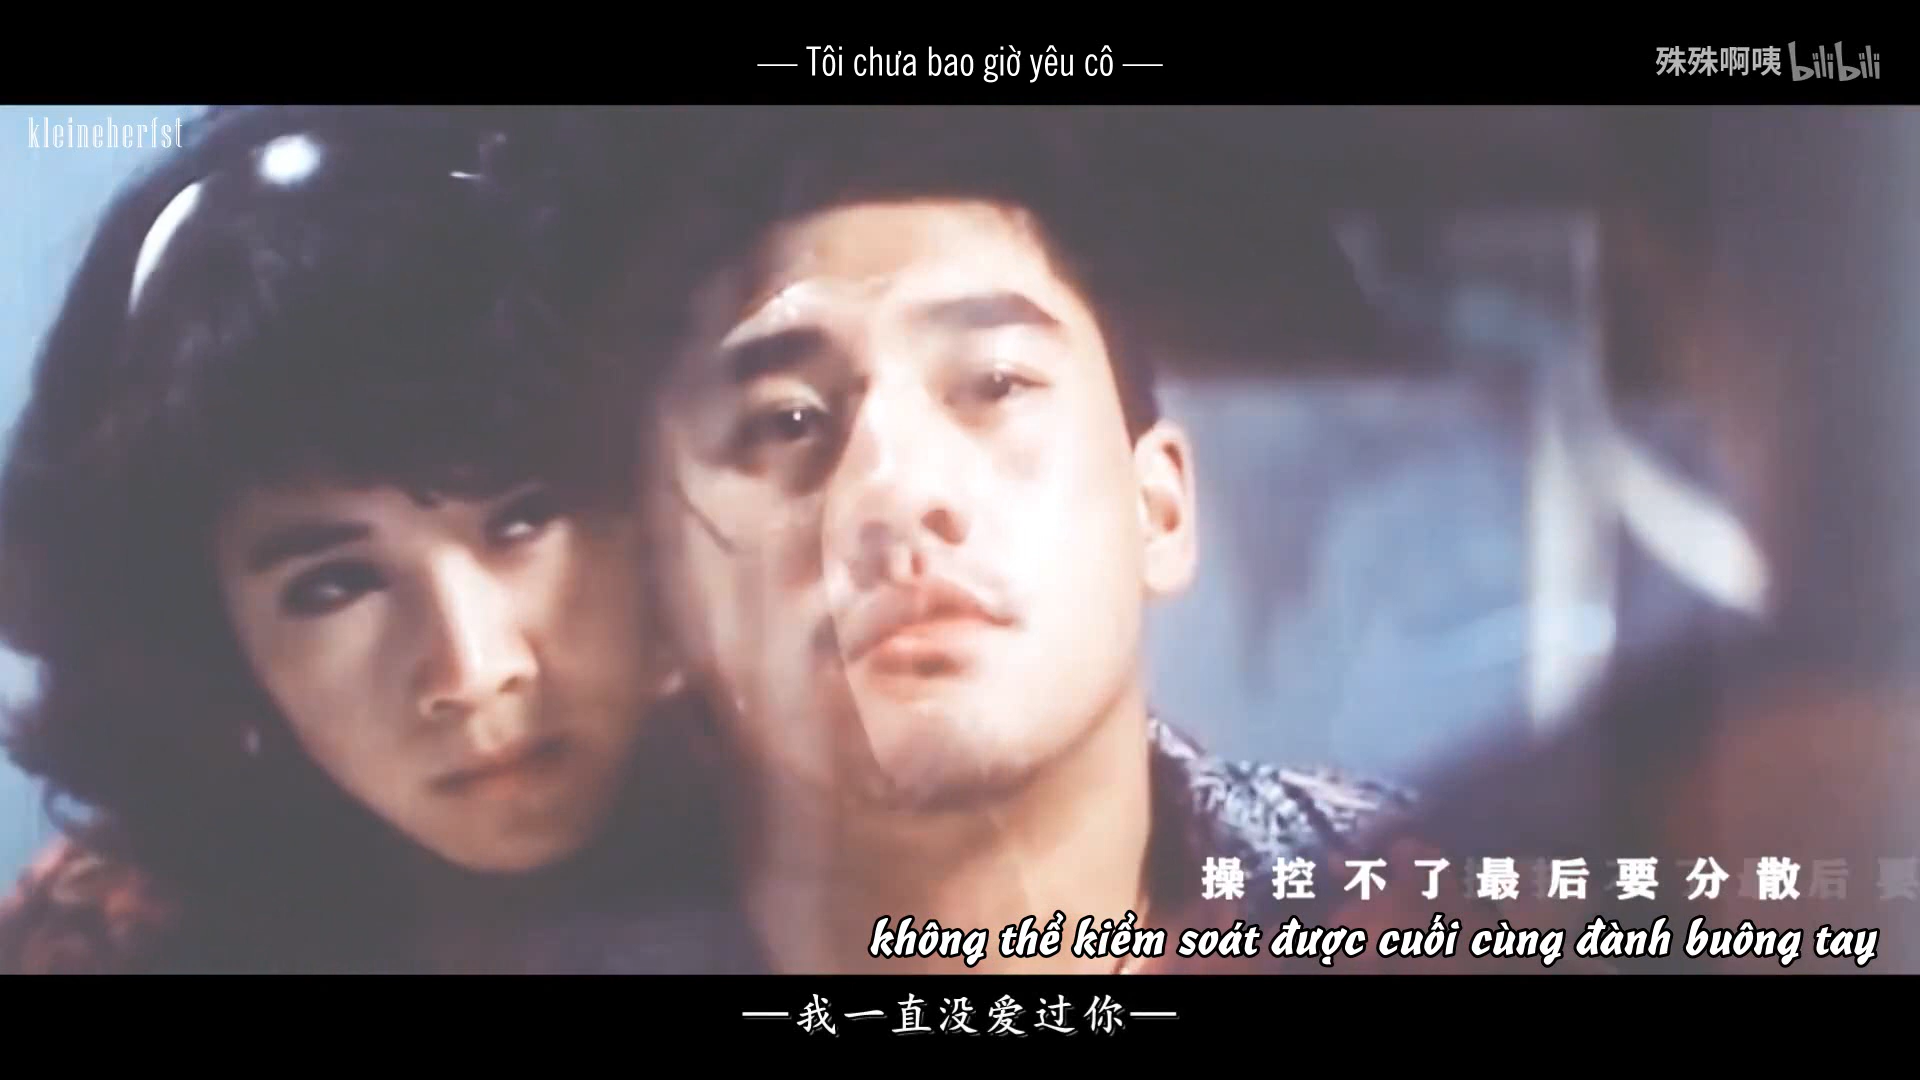 — Tôi chưa bao giờ yêu cô —
殊殊啊咦 bilibili
kleineherfst
操控不了最后要分散
không thể kiểm soát được cuối cùng đành buông tay
—我一直没爱过你—